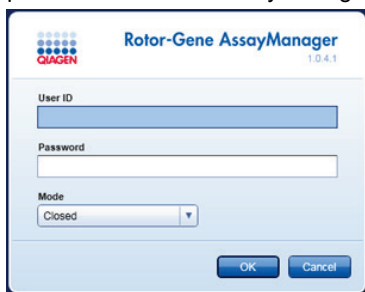 Rotor-Gene AssayManager
1.0.4.1
QIAGEN
User ID
Password
Mode
Closed
OK Cancel